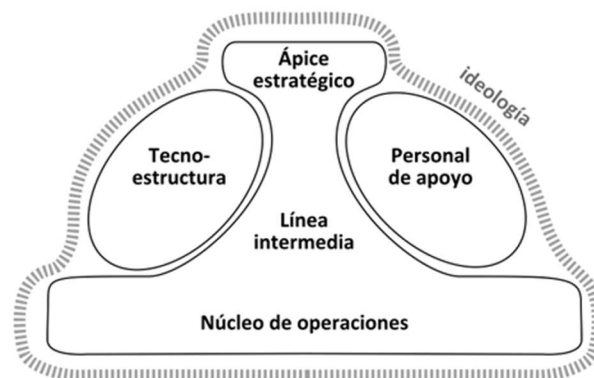 Ápice
estratégico
ideología
Tecno-
estructura
Personal
de apoyo
Línea
intermedia
Núcleo de operaciones